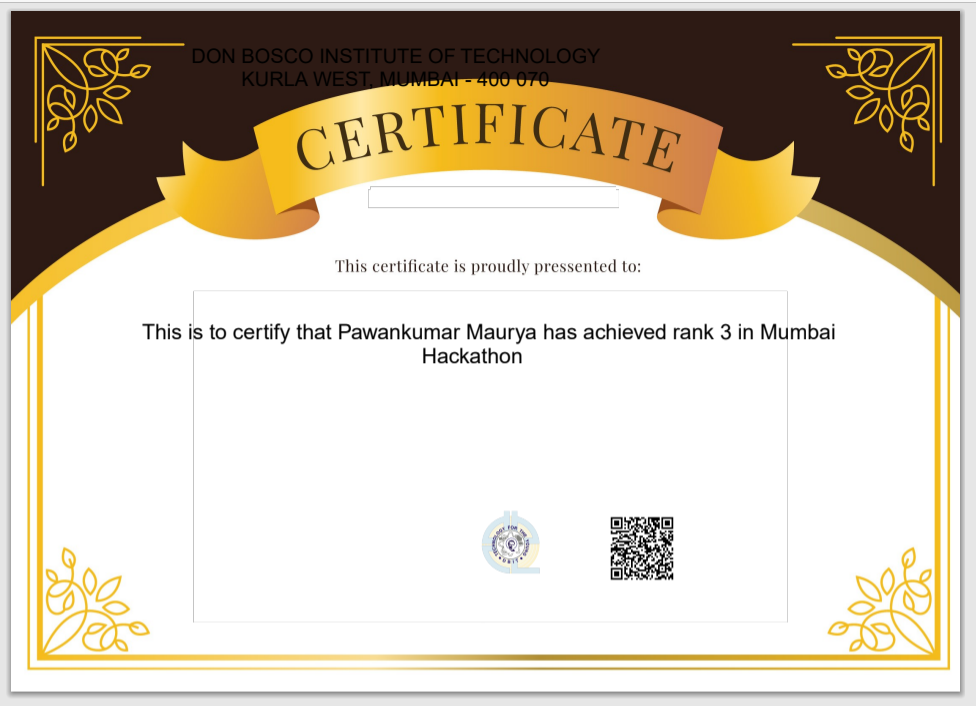 DON BOSCO INSTITUTE OF TECHNOLOGY
KURLA WEST, MUMBAI - 400 070
CERTIFICATE
This certificate is proudly pressented to:
This is to certify that Pawankumar Maurya has achieved rank 3 in Mumbai
Hackathon